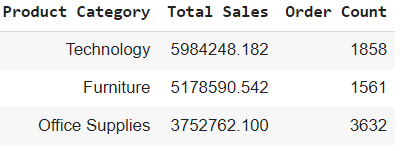 Product Category Total Sales Order Count
Technology 5984248.182 1858
Furniture 5178590.542 1561
Office Supplies 3752762.100 3632